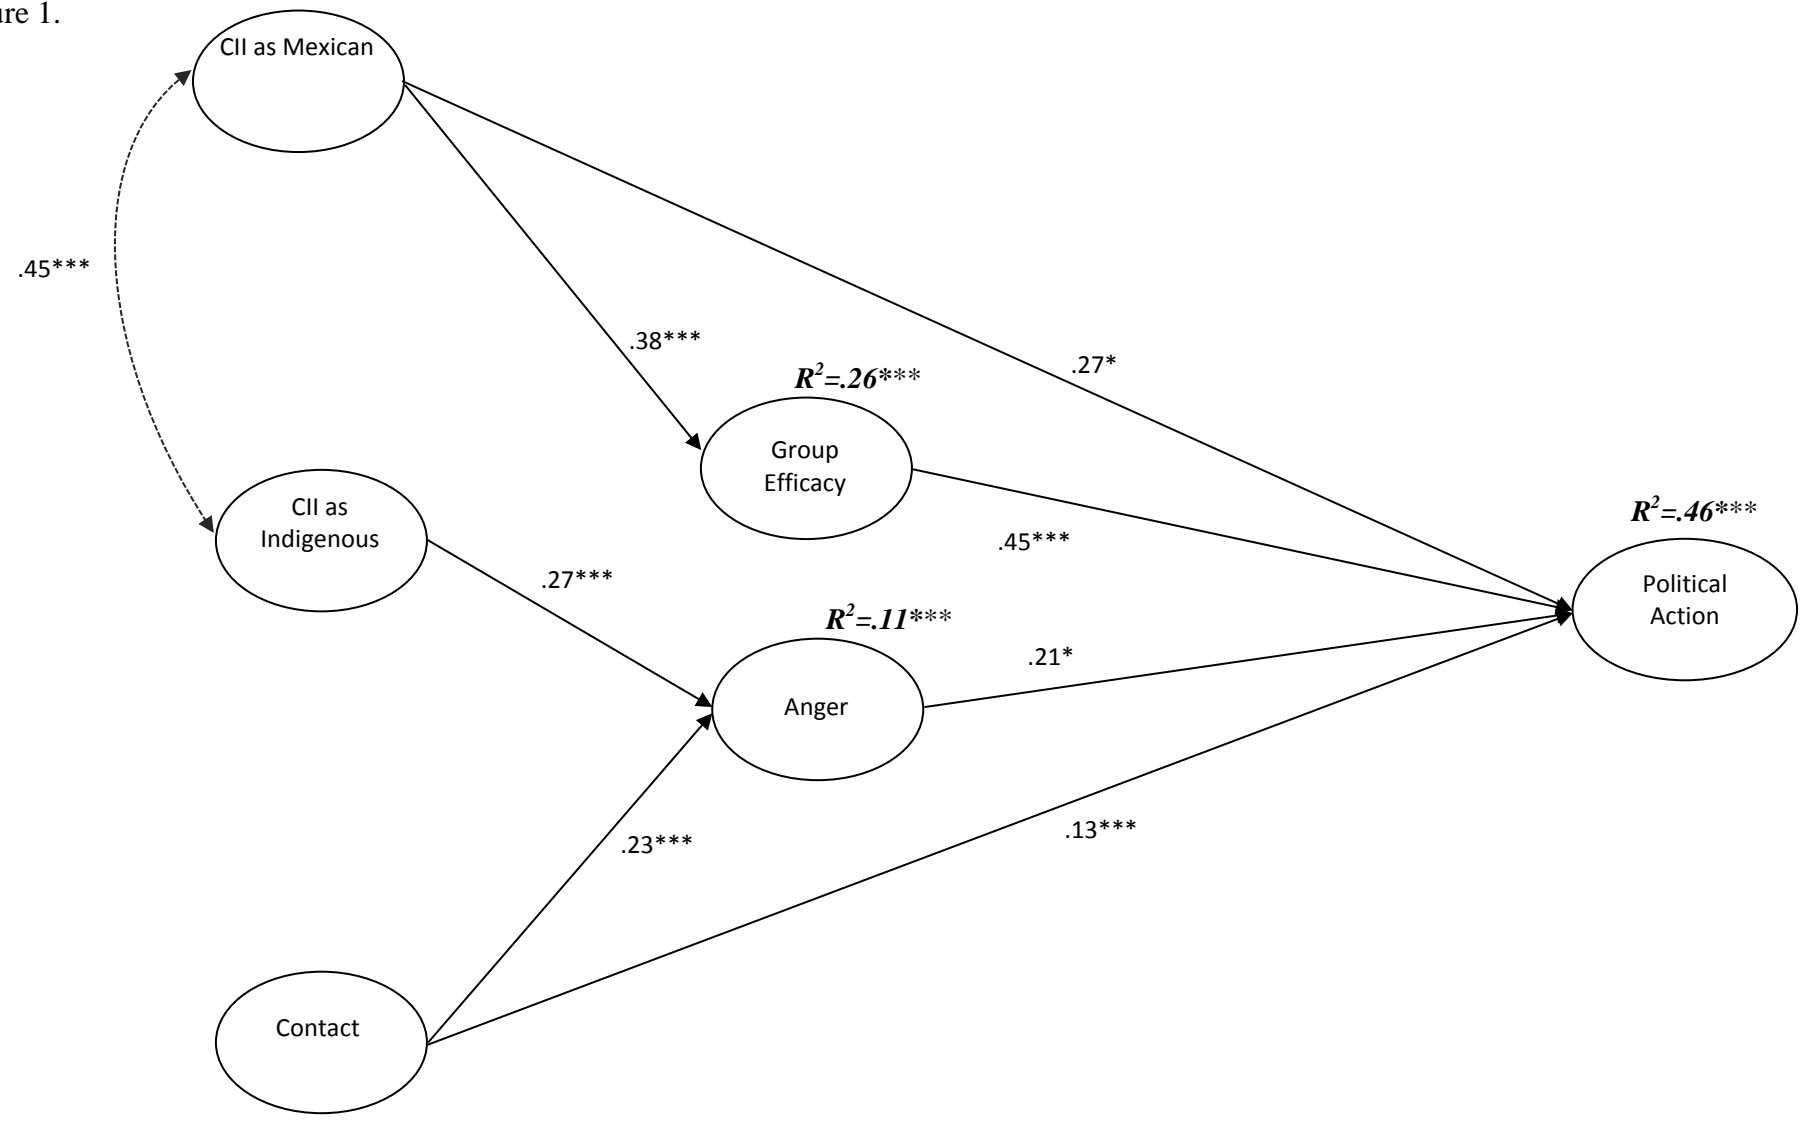 ure 1.
CII as Mexican
.45***
.38***
.27*
R²=.26***
Group
Efficacy
.45***
R²=.46***
Political
Action
CII as
Indigenous
.27***
R²=.11***
.21*
Anger
.23***
.13***
Contact